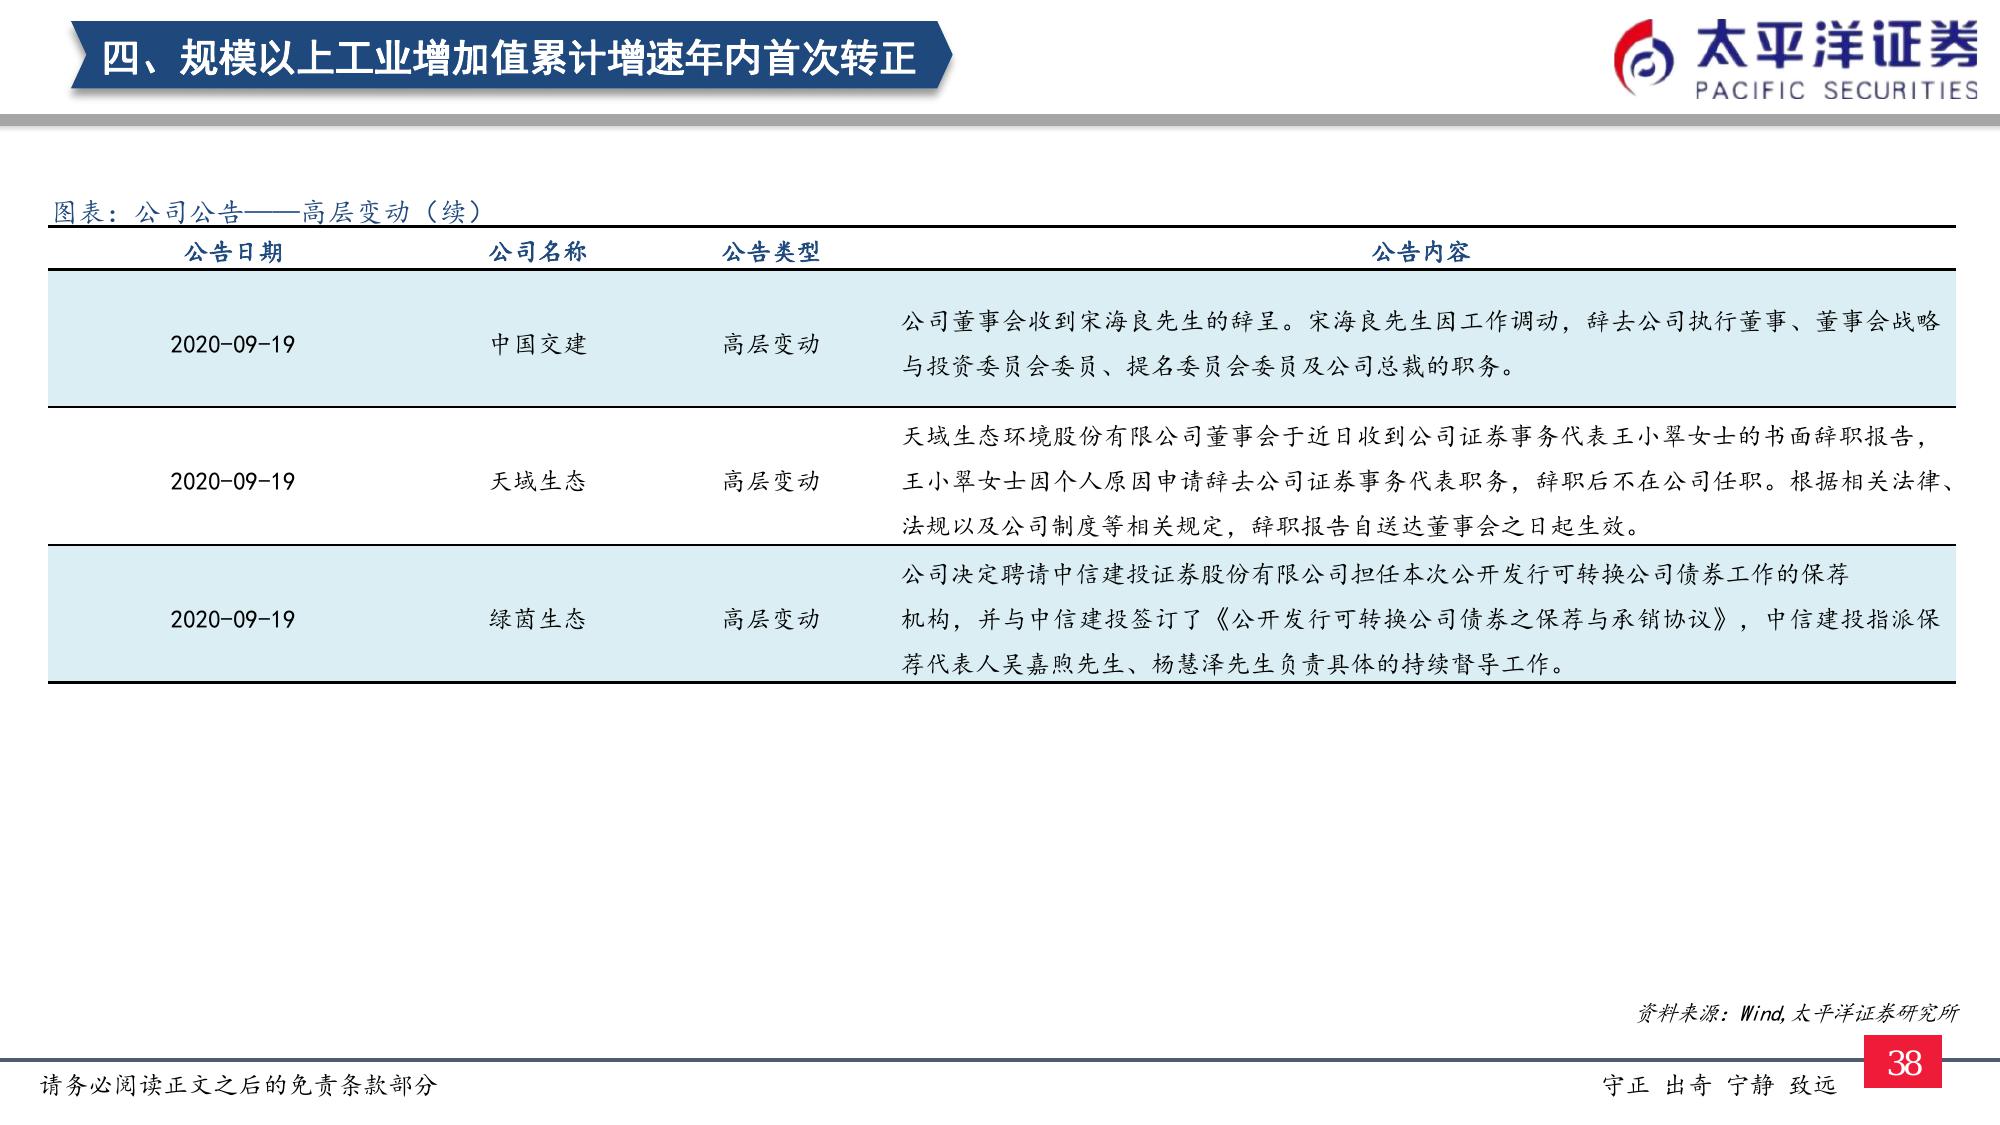 四、规模以上工业增加值累计增速年内首次转正
太平洋证券
PACIFIC SECURITIES
图表：公司公告——高层变动（续）
公告日期 公司名称 公告类型 公告内容
2020-09-19 中国交建 高层变动
公司董事会收到宋海良先生的辞呈。宋海良先生因工作调动，辞去公司执行董事、董事会战略
与投资委员会委员、提名委员会委员及公司总裁的职务。
2020-09-19 天域生态 高层变动
天域生态环境股份有限公司董事会于近日收到公司证券事务代表王小翠女士的书面辞职报告，
王小翠女士因个人原因申请辞去公司证券事务代表职务，辞职后不在公司任职。根据相关法律、
法规以及公司制度等相关规定，辞职报告自送达董事会之日起生效。
2020-09-19 绿茵生态 高层变动
公司决定聘请中信建投证券股份有限公司担任本次公开发行可转换公司债券工作的保荐
机构，并与中信建投签订了《公开发行可转换公司债券之保荐与承销协议》，中信建投指派保
荐代表人吴嘉煦先生、杨慧泽先生负责具体的持续督导工作。
资料来源：Wind,太平洋证券研究所
请务必阅读正文之后的免责条款部分
守正 出奇 宁静 致远
38